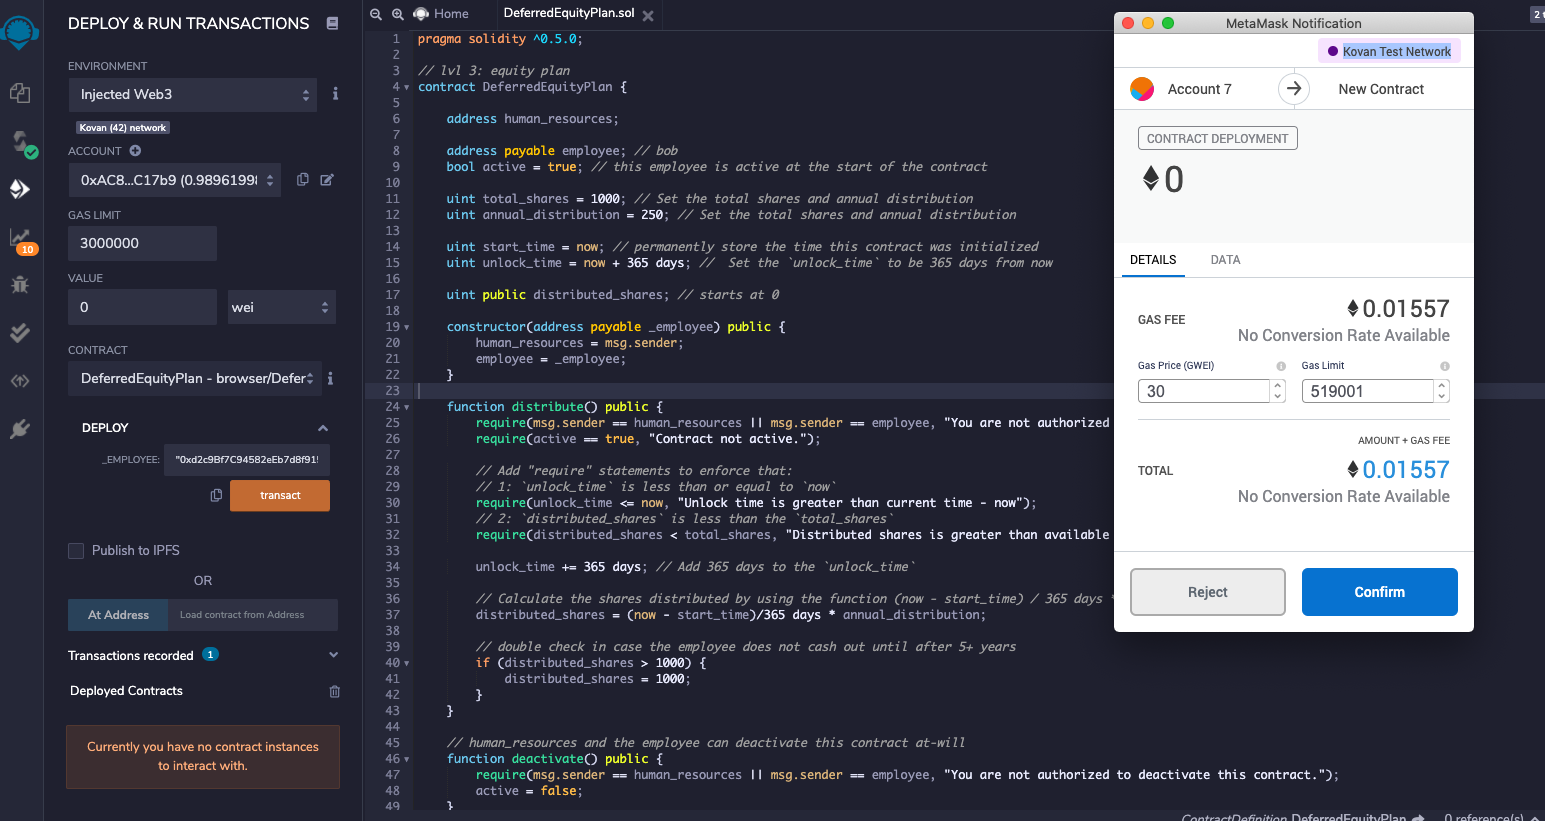 DEPLOY & RUN TRANSACTIONS
ENVIRONMENT
Injected Web3
Kovan (42) network
ACCOUNT
0xAC8...C17b9 (0.98961998
GAS LIMIT
3000000
VALUE
0
wei
CONTRACT
DeferredEquityPlan - browser/Defer
DEPLOY
_EMPLOYEE:
"0xd2c9Bf7C94582eEb7d8f915
transact
Publish to IPFS
OR
At Address
Load contract from Address
Transactions recorded 1
Deployed Contracts
Currently you have no contract instances
to interact with.
10
Home
DeferredEquityPlan.sol
2
1 pragma solidity ^0.5.0;
2
3 // lvl 3: equity plan
4 contract DeferredEquityPlan {
5
6 address human_resources;
7
8 address payable employee; // bob
9 bool active = true; // this employee is active at the start of the contract
10
11 uint total_shares = 1000; // Set the total shares and annual distribution
12 uint annual_distribution = 250; // Set the total shares and annual distribution
13
14 uint start_time = now; // permanently store the time this contract was initialized
15 uint unlock_time = now + 365 days; //  Set the `unlock_time` to be 365 days from now
16
17 uint public distributed_shares; // starts at 0
18
19 constructor(address payable _employee) public {
20 human_resources = msg.sender;
21 employee = _employee;
22 }
23
24 function distribute() public {
25 require(msg.sender == human_resources || msg.sender == employee, "You are not authorized
26 require(active == true, "Contract not active.");
27
28 // Add "require" statements to enforce that:
29 // 1: `unlock_time` is less than or equal to `now`
30 require(unlock_time <= now, "Unlock time is greater than current time - now");
31 // 2: `distributed_shares` is less than the `total_shares`
32 require(distributed_shares < total_shares, "Distributed shares is greater than available
33
34 unlock_time += 365 days; // Add 365 days to the `unlock_time`
35
36 // Calculate the shares distributed by using the function (now - start_time) / 365 days *
37 distributed_shares = (now - start_time)/365 days * annual_distribution;
38
39 // double check in case the employee does not cash out until after 5+ years
40 if (distributed_shares > 1000) {
41 distributed_shares = 1000;
42 }
43 }
44
45 // human_resources and the employee can deactivate this contract at-will
46 function deactivate() public {
47 require(msg.sender == human_resources || msg.sender == employee, "You are not authorized to deactivate this contract.");
48 active = false;
49 }
ContractDefinition DeferredEquityPlan
0 reference(s)
MetaMask Notification
Kovan Test Network
Account 7
New Contract
CONTRACT DEPLOYMENT
0
DETAILS
DATA
GAS FEE
0.01557
No Conversion Rate Available
Gas Price (GWEI)
Gas Limit
30
519001
AMOUNT + GAS FEE
TOTAL
0.01557
No Conversion Rate Available
Reject
Confirm